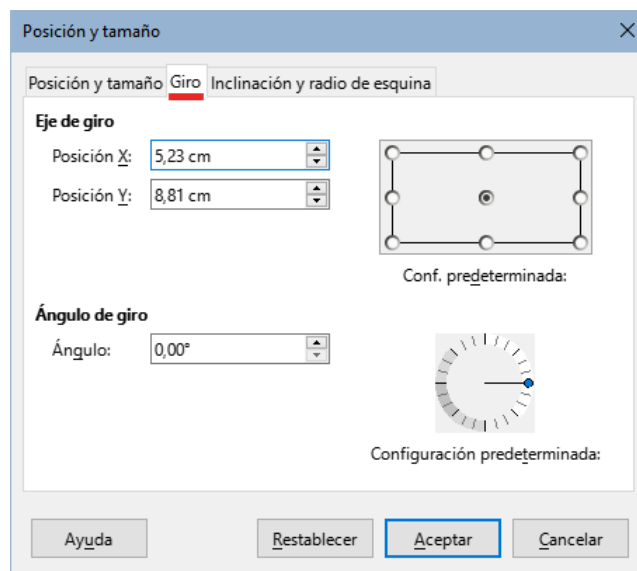 Posición y tamaño
Posición y tamaño Giro Inclinación y radio de esquina
Eje de giro
Posición X: 5,23 cm
Posición Y: 8,81 cm
Conf. predeterminada:
Ángulo de giro
Ángulo: 0,00°
Configuración predeterminada:
Ayuda Restablecer Aceptar Cancelar